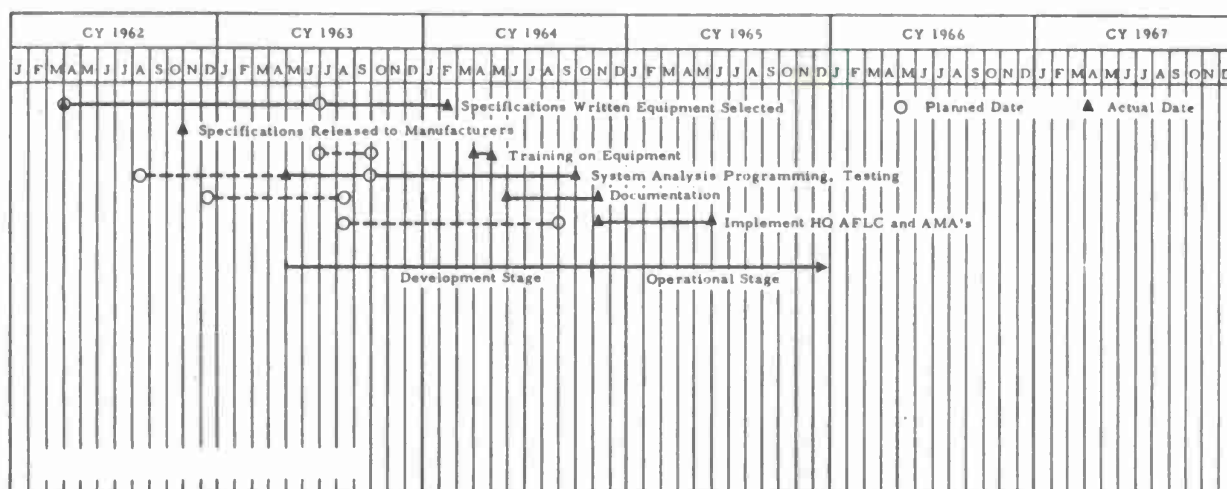 CY 1962 CY 1963 CY 1964 CY 1965 CY 1966 CY 1967
J F M A M J J A S O N D J F M A M J J A S O N D J F M A M J J A S O N D J F M A M J J A S O N D J F M A M J J A S O N D J F M A M J J A S O N D
Specifications Written Equipment Selected Planned Date Actual Date
Specifications Released to Manufacturers
Training on Equipment
System Analysis Programming, Testing
Documentation
Implement HQ AFLC and AMA's
Development Stage Operational Stage